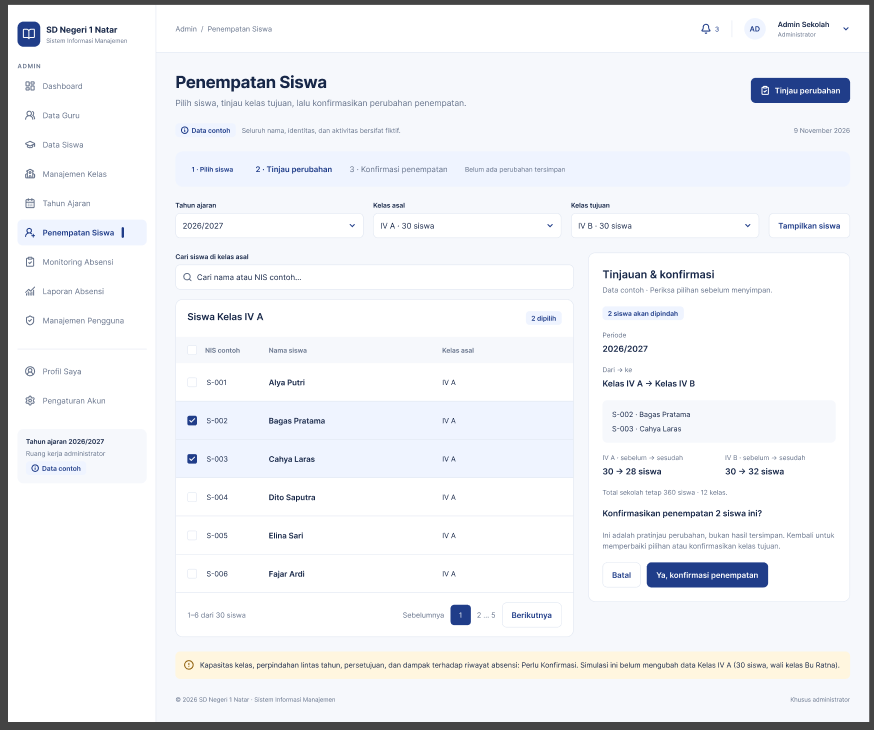 SD Negeri 1 Natar
Sistem Informasi Manajemen
ADMIN
Dashboard
Data Guru
Data Siswa
Manajemen Kelas
Tahun Ajaran
Penempatan Siswa
Monitoring Absensi
Laporan Absensi
Manajemen Pengguna
Profil Saya
Pengaturan Akun
Tahun ajaran 2026/2027
Ruang kerja administrator
Data contoh
Admin / Penempatan Siswa
3
AD
Admin Sekolah
Administrator
Penempatan Siswa
Pilih siswa, tinjau kelas tujuan, lalu konfirmasikan perubahan penempatan.
Tinjau perubahan
Data contoh Seluruh nama, identitas, dan aktivitas bersifat fiktif.
9 November 2026
1 · Pilih siswa 2 · Tinjau perubahan 3 · Konfirmasi penempatan Belum ada perubahan tersimpan
Tahun ajaran Kelas asal Kelas tujuan
2026/2027 IV A · 30 siswa IV B · 30 siswa Tampilkan siswa
Cari siswa di kelas asal
Cari nama atau NIS contoh...
Siswa Kelas IV A 2 dipilih
NIS contoh Nama siswa Kelas asal
S-001 Alya Putri IV A
S-002 Bagas Pratama IV A
S-003 Cahya Laras IV A
S-004 Dito Saputra IV A
S-005 Elina Sari IV A
S-006 Fajar Ardi IV A
1–6 dari 30 siswa Sebelumnya 1 2 ... 5 Berikutnya
Tinjauan & konfirmasi
Data contoh · Periksa pilihan sebelum menyimpan.
2 siswa akan dipindah
Periode
2026/2027
Dari → ke
Kelas IV A → Kelas IV B
S-002 · Bagas Pratama
S-003 · Cahya Laras
IV A · sebelum → sesudah IV B · sebelum → sesudah
30 → 28 siswa 30 → 32 siswa
Total sekolah tetap 360 siswa · 12 kelas.
Konfirmasikan penempatan 2 siswa ini?
Ini adalah pratinjau perubahan, bukan hasil tersimpan. Kembali untuk
memperbaiki pilihan atau konfirmasikan kelas tujuan.
Batal Ya, konfirmasi penempatan
Kapasitas kelas, perpindahan lintas tahun, persetujuan, dan dampak terhadap riwayat absensi: Perlu Konfirmasi. Simulasi ini belum mengubah data Kelas IV A (30 siswa, wali kelas Bu Ratna).
© 2026 SD Negeri 1 Natar · Sistem Informasi Manajemen
Khusus administrator